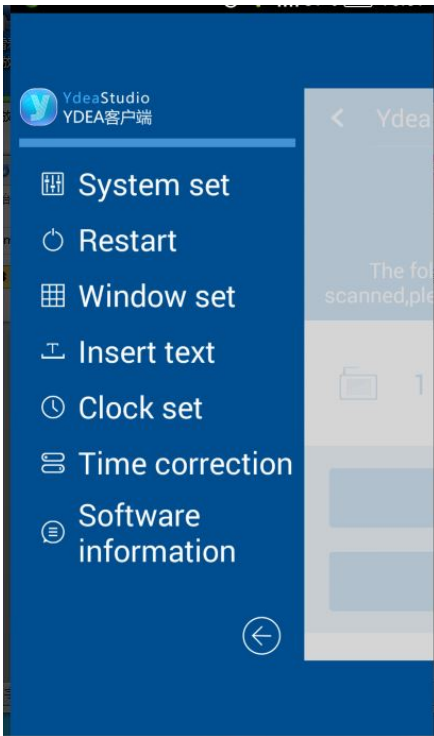 YdeaStudio
YDEA客户端
System set
Restart
Window set
Insert text
Clock set
Time correction
Software
information
Ydea
The fol
scanned,ple
1